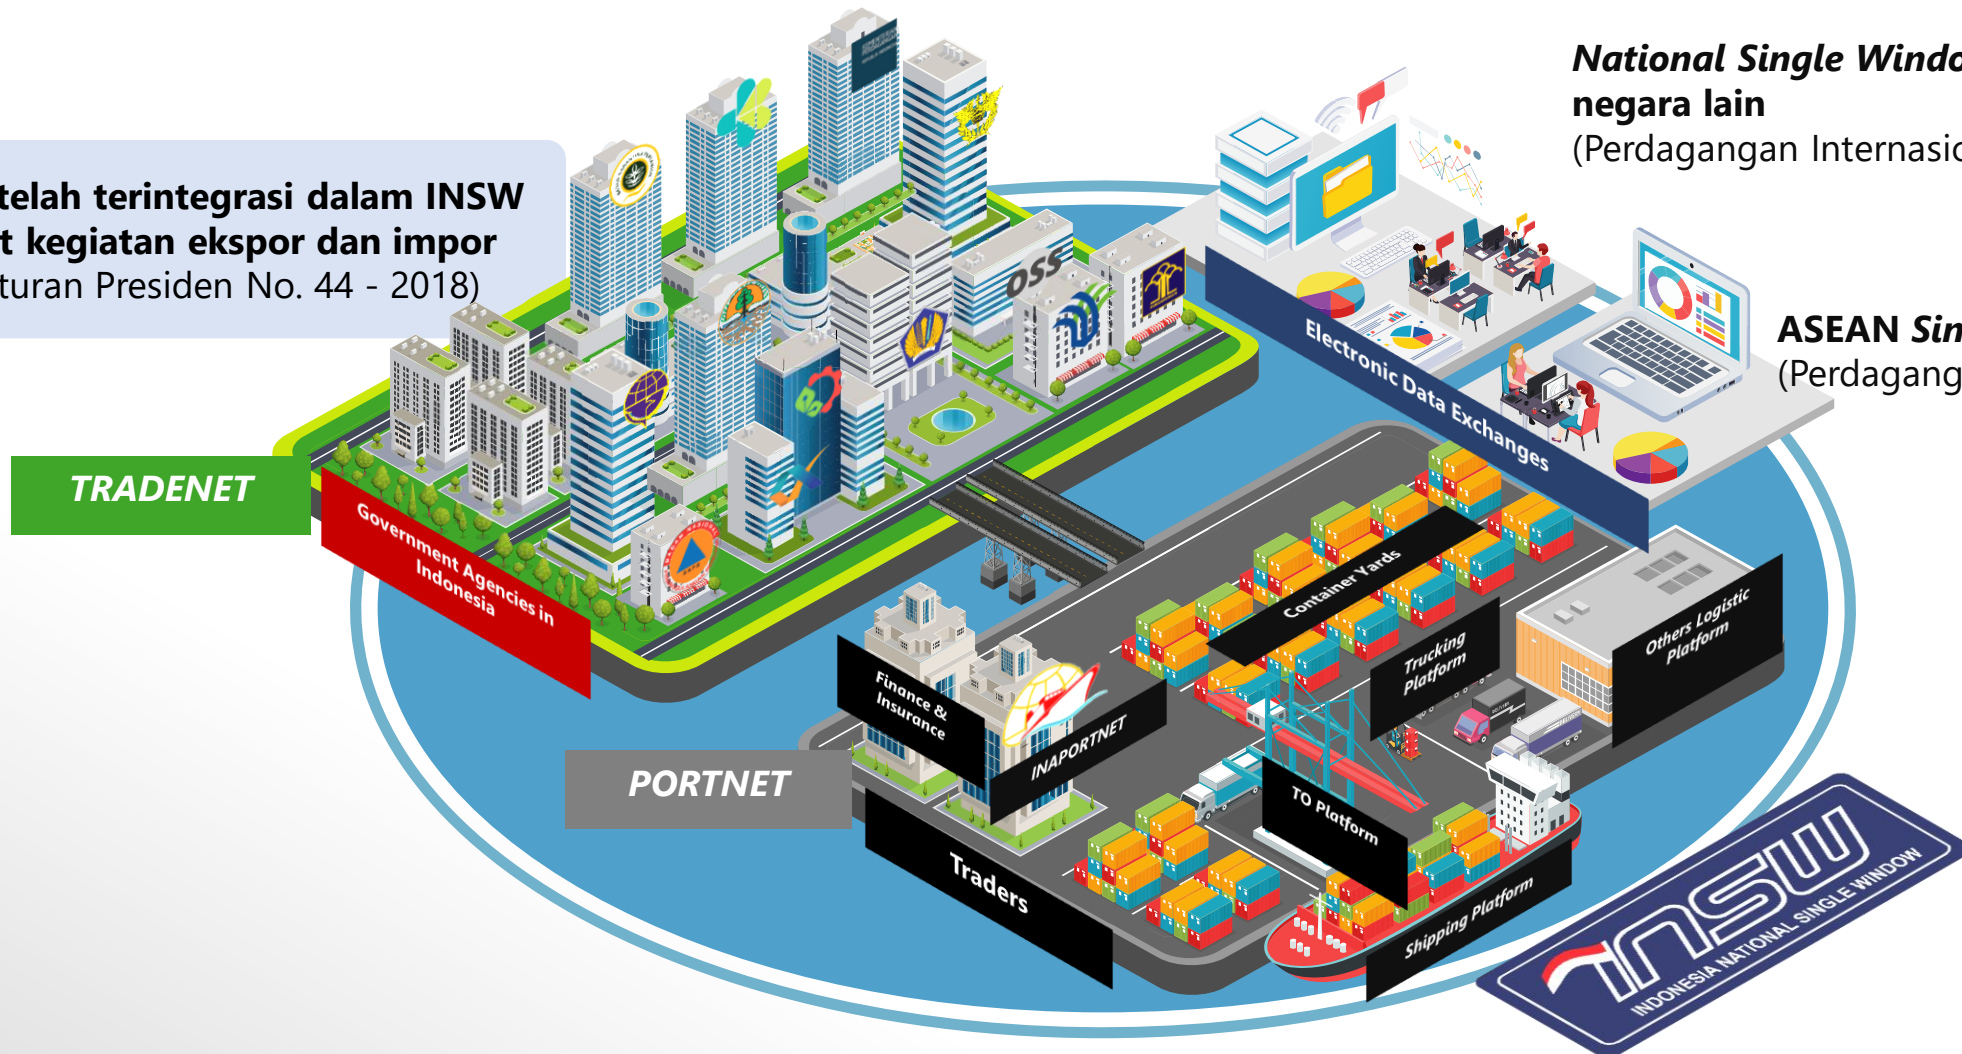 National Single Windo
negara lain
(Perdagangan Internasio
telah terintegrasi dalam INSW
t kegiatan ekspor dan impor
turan Presiden No. 44 - 2018)
OSS
ASEAN Sin
(Perdagang
Electronic Data Exchanges
TRADENET
Government Agencies in
Indonesia
Container Yards
Trucking
Platform
Others Logistic
Platform
Finance &
Insurance
INAPORTNET
PORTNET
TO Platform
Traders
Shipping Platform
INSW
INDONESIA NATIONAL SINGLE WINDOW